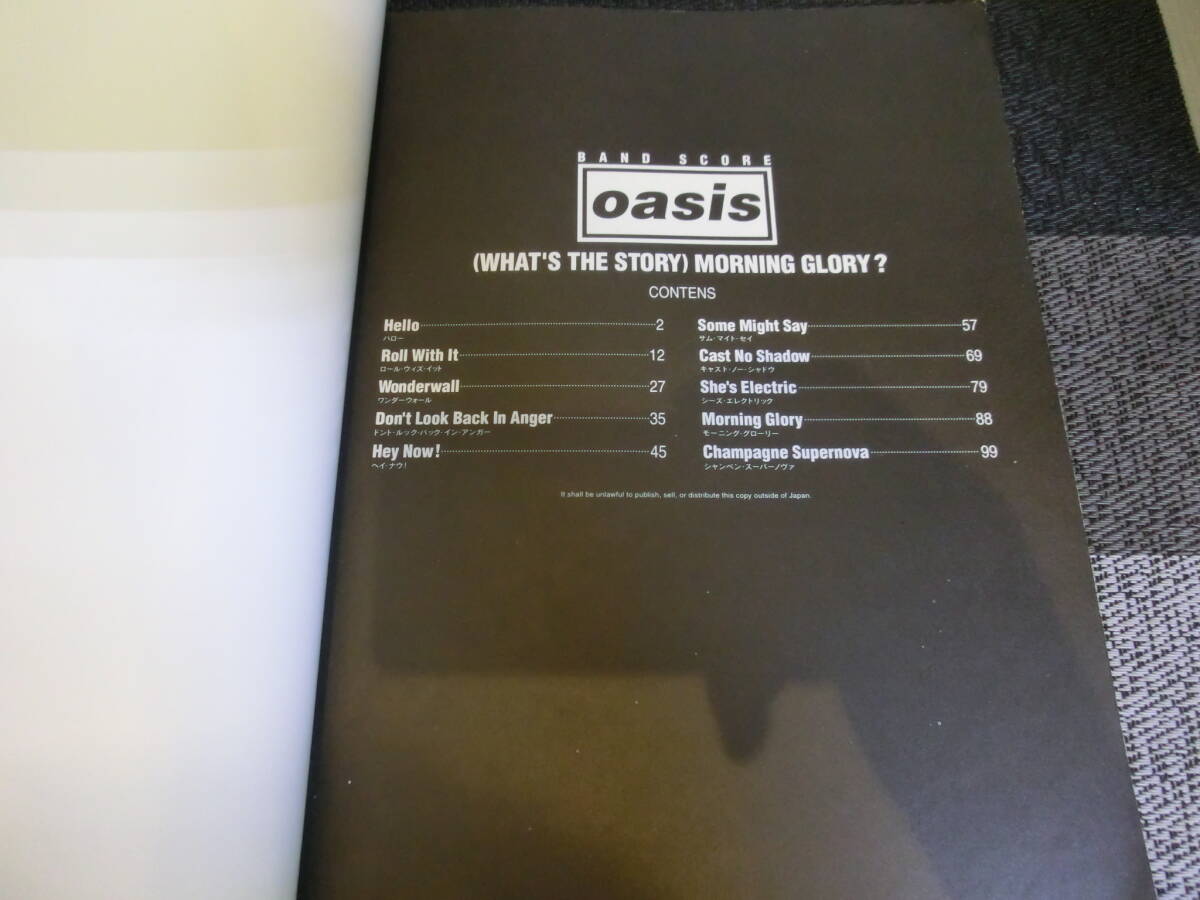 BAND SCORE
oasis
(WHAT'S THE STORY) MORNING GLORY?
CONTENS
Hello 2
ハロー
Roll With It 12
ロール・ウィズ・イット
Wonderwall 27
ワンダーウォール
Don't Look Back In Anger 35
ドント・ルック・バック・イン・アンガー
Hey Now! 45
ヘイ・ナウ!
Some Might Say 57
サム・マイト・セイ
Cast No Shadow 69
キャスト・ノー・シャドウ
She's Electric 79
シーズ・エレクトリック
Morning Glory 88
モーニング・グローリー
Champagne Supernova 99
シャンペン・スーパーノヴァ
It shall be unlawful to publish, sell, or distribute this copy outside of Japan.